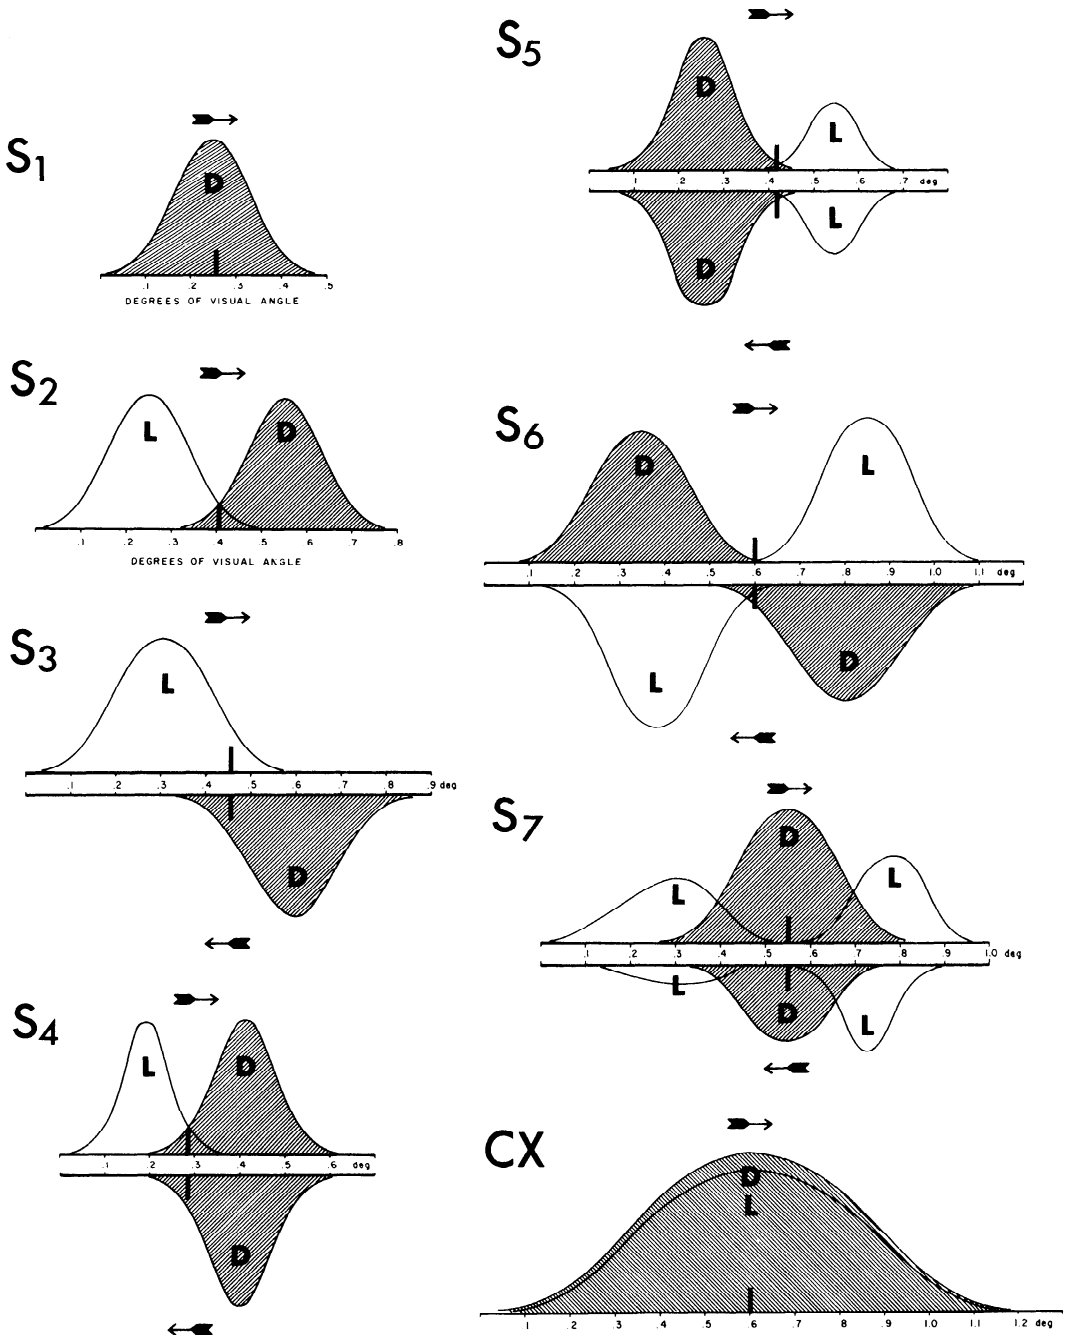 S1
D
.1 .2 .3 .4 .5
DEGREES OF VISUAL ANGLE
S2
L D
.1 .2 .3 .4 .5 .6 .7 .8
DEGREES OF VISUAL ANGLE
S3
L
.1 .2 .3 .4 .5 .6 .7 .8 .9 deg
D
S4
L D
.1 .2 .3 .4 .5 .6 deg
D
S5
D L
.1 .2 .3 .4 .5 .6 .7 deg
D L
S6
D L
.1 .2 .3 .4 .5 .6 .7 .8 .9 1.0 1.1 deg
L D
S7
L D L
.1 .2 .3 .4 .5 .6 .7 .8 .9 1.0 deg
L D L
CX
D
L
.1 .2 .3 .4 .5 .6 .7 .8 .9 1.0 1.1 1.2 deg